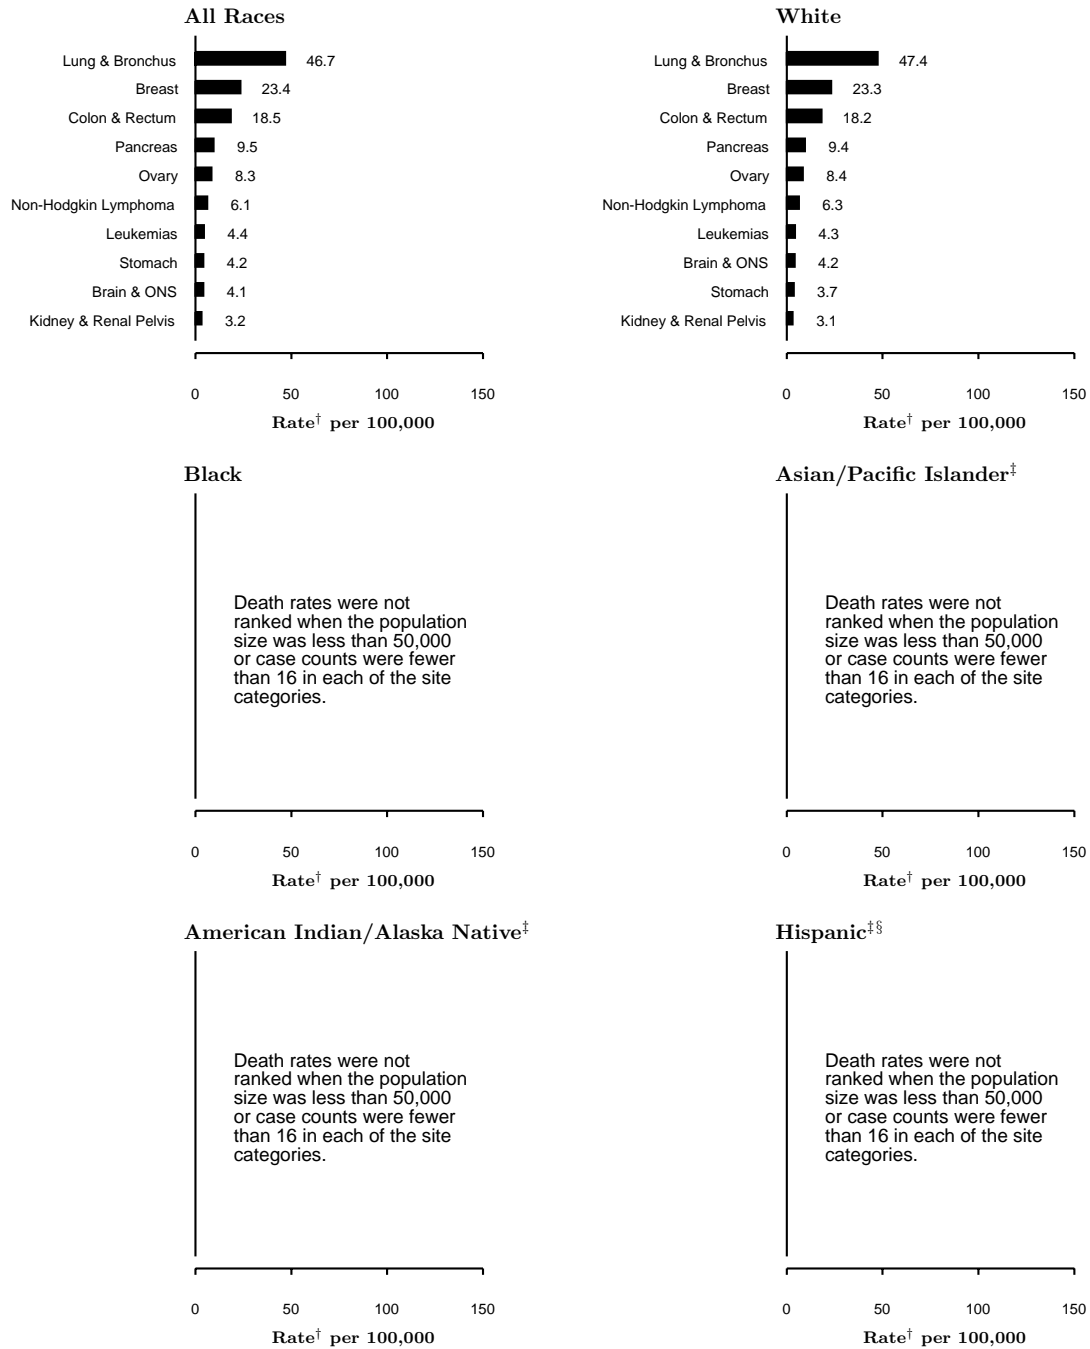 All Races
Lung & Bronchus 46.7
Breast 23.4
Colon & Rectum 18.5
Pancreas 9.5
Ovary 8.3
Non-Hodgkin Lymphoma 6.1
Leukemias 4.4
Stomach 4.2
Brain & ONS 4.1
Kidney & Renal Pelvis 3.2
0 50 100 150
Rate† per 100,000
White
Lung & Bronchus 47.4
Breast 23.3
Colon & Rectum 18.2
Pancreas 9.4
Ovary 8.4
Non-Hodgkin Lymphoma 6.3
Leukemias 4.3
Brain & ONS 4.2
Stomach 3.7
Kidney & Renal Pelvis 3.1
0 50 100 150
Rate† per 100,000
Black
Death rates were not
ranked when the population
size was less than 50,000
or case counts were fewer
than 16 in each of the site
categories.
0 50 100 150
Rate† per 100,000
Asian/Pacific Islander‡
Death rates were not
ranked when the population
size was less than 50,000
or case counts were fewer
than 16 in each of the site
categories.
0 50 100 150
Rate† per 100,000
American Indian/Alaska Native‡
Death rates were not
ranked when the population
size was less than 50,000
or case counts were fewer
than 16 in each of the site
categories.
0 50 100 150
Rate† per 100,000
Hispanic‡§
Death rates were not
ranked when the population
size was less than 50,000
or case counts were fewer
than 16 in each of the site
categories.
0 50 100 150
Rate† per 100,000